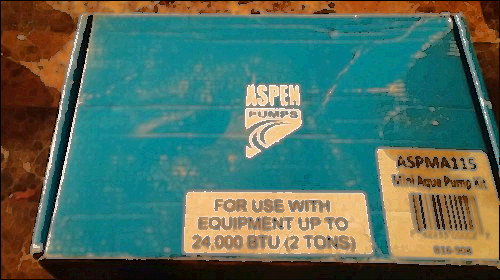 ASPEN
PUMPS
FOR USE WITH
EQUIPMENT UP TO
24,000 BTU (2 TONS)
ASPMA115
Mini Aqua Pump Kit